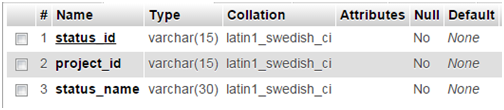 # Name Type Collation Attributes Null Default
1 status_id varchar(15) latin1_swedish_ci No None
2 project_id varchar(15) latin1_swedish_ci No None
3 status_name varchar(30) latin1_swedish_ci No None